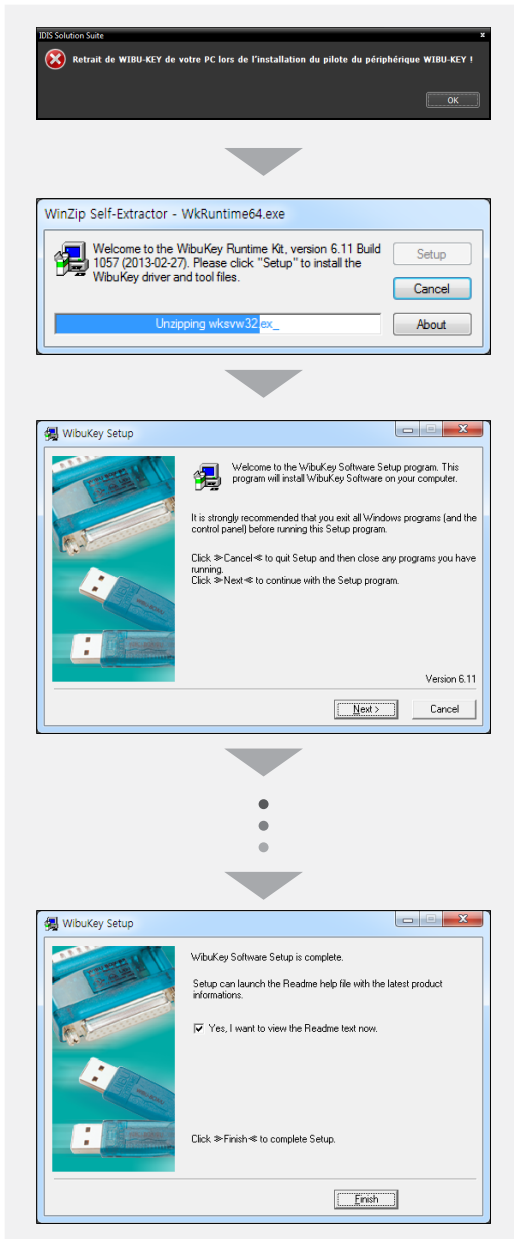 IDIS Solution Suite
x
Retrait de WIBU-KEY de votre PC lors de l'installation du pilote du périphérique WIBU-KEY !
OK
WinZip Self-Extractor - WkRuntime64.exe
Welcome to the WibuKey Runtime Kit, version 6.11 Build
1057 (2013-02-27). Please click "Setup" to install the
WibuKey driver and tool files.
Setup
Cancel
Unzipping wksvw32.ex_
About
WibuKey Setup
Welcome to the WibuKey Software Setup program. This
program will install WibuKey Software on your computer.
It is strongly recommended that you exit all Windows programs (and the
control panel) before running this Setup program.
Click ≫Cancel≪ to quit Setup and then close any programs you have
running.
Click ≫Next≪ to continue with the Setup program.
Version 6.11
Next >
Cancel
WibuKey Setup
WibuKey Software Setup is complete.
Setup can launch the Readme help file with the latest product
informations.
Yes, I want to view the Readme text now.
Click ≫Finish≪ to complete Setup.
Finish